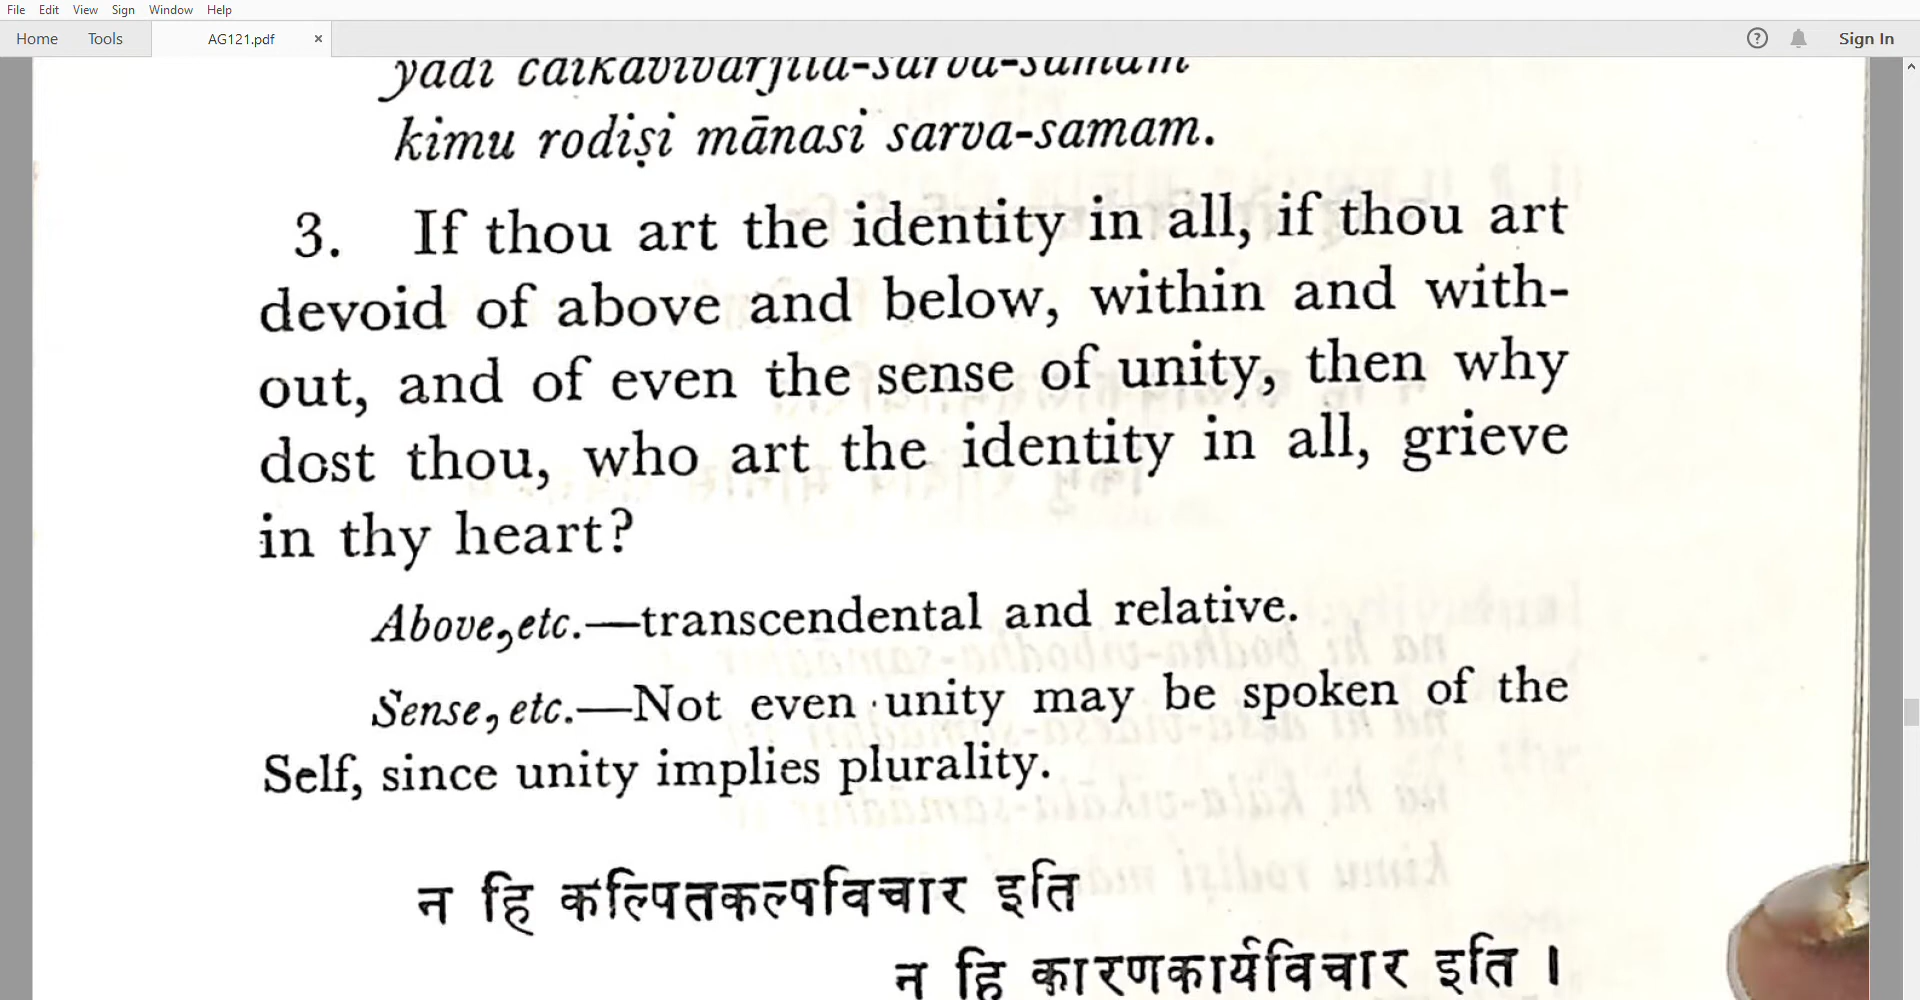 File Edit View Sign Window Help
Home Tools AG121.pdf × ? Sign In
yadi caikavivarjita-sarva-samam
kimu rodiṣi mānasi sarva-samam.
3. If thou art the identity in all, if thou art
devoid of above and below, within and with-
out, and of even the sense of unity, then why
dost thou, who art the identity in all, grieve
in thy heart?
Above, etc.—transcendental and relative.
Sense, etc.—Not even unity may be spoken of the
Self, since unity implies plurality.
न हि कल्पितकल्पविचार इति
न हि कारणकार्यविचार इति ।